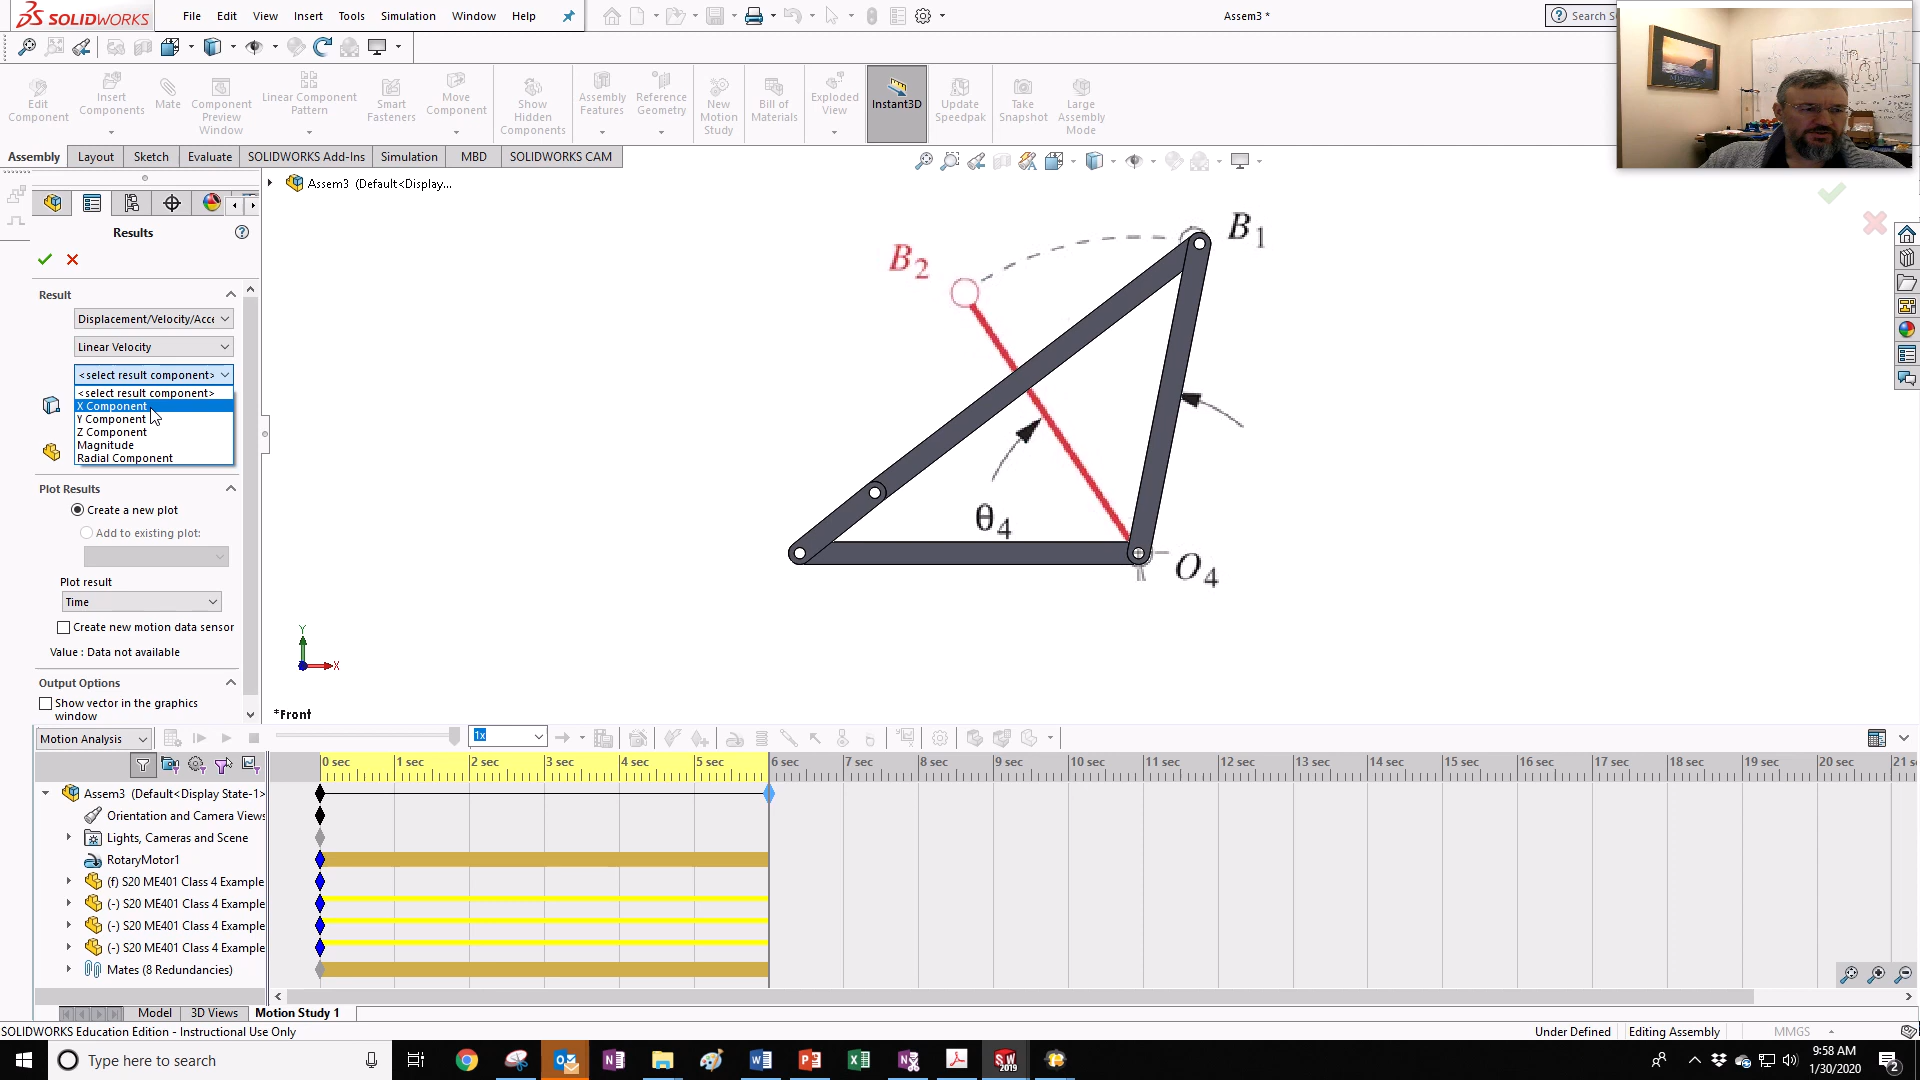 SOLIDWORKS
File Edit View Insert Tools Simulation Window Help
Assem3 *
Search S
Edit Component
Insert Components
Mate
Component Preview Window
Linear Component Pattern
Smart Fasteners
Move Component
Show Hidden Components
Assembly Features
Reference Geometry
New Motion Study
Bill of Materials
Exploded View
Instant3D
Update Speedpak
Take Snapshot
Large Assembly Mode
Assembly Layout Sketch Evaluate SOLIDWORKS Add-Ins Simulation MBD SOLIDWORKS CAM
Assem3 (Default<Display...
Results
Result
Displacement/Velocity/Acce
Linear Velocity
<select result component>
<select result component>
X Component
Y Component
Z Component
Magnitude
Radial Component
Plot Results
Create a new plot
Add to existing plot:
Plot result
Time
Create new motion data sensor
Value : Data not available
Output Options
Show vector in the graphics
window
B1
B2
θ4
O4
Y
X
*Front
Motion Analysis
1x
0 sec 1 sec 2 sec 3 sec 4 sec 5 sec 6 sec 7 sec 8 sec 9 sec 10 sec 11 sec 12 sec 13 sec 14 sec 15 sec 16 sec 17 sec 18 sec 19 sec 20 sec 21 s
Assem3 (Default<Display State-1>
Orientation and Camera Views
Lights, Cameras and Scene
RotaryMotor1
(f) S20 ME401 Class 4 Example
(-) S20 ME401 Class 4 Example
(-) S20 ME401 Class 4 Example
(-) S20 ME401 Class 4 Example
Mates (8 Redundancies)
Model 3D Views Motion Study 1
SOLIDWORKS Education Edition - Instructional Use Only
Under Defined Editing Assembly MMGS
Type here to search
9:58 AM
1/30/2020
2